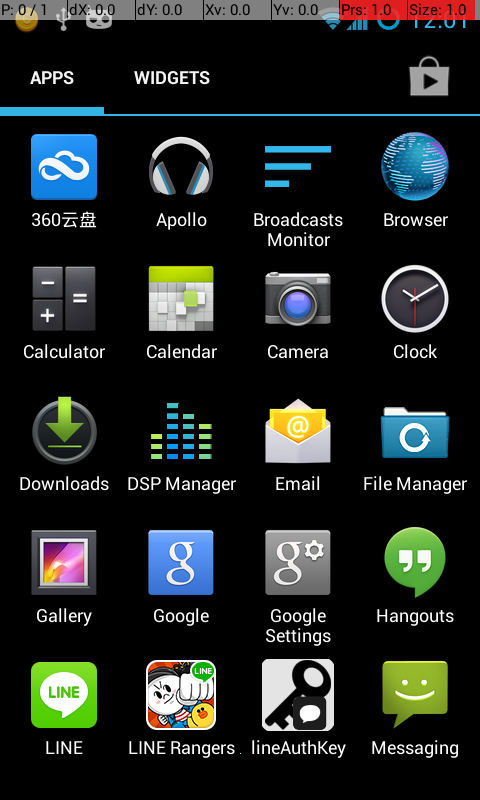 P: 0 / 1 dX: 0.0 dY: 0.0 Xv: 0.0 Yv: 0.0 Prs: 1.0 Size: 1.0
12:01
APPS WIDGETS
360云盘 Apollo Broadcasts Monitor Browser
Calculator Calendar Camera Clock
Downloads DSP Manager Email File Manager
Gallery Google Google Settings Hangouts
LINE
LINE
LINE LINE Rangers lineAuthKey Messaging